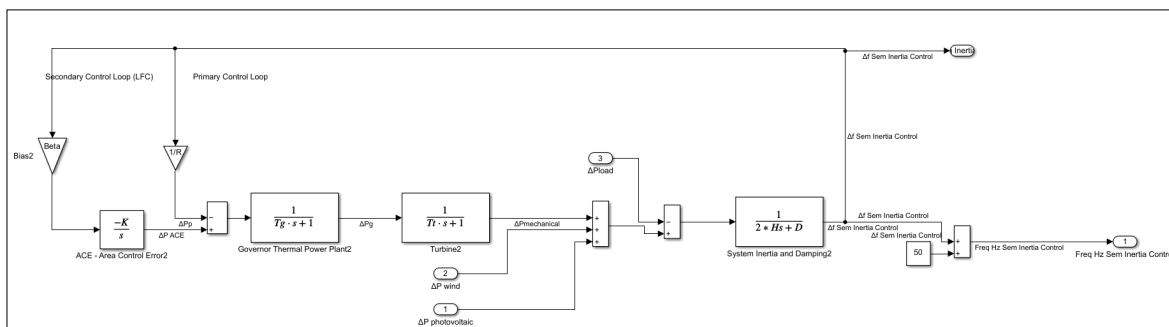 Inertia
Δf Sem Inertia Control
Secondary Control Loop (LFC)
Primary Control Loop
Δf Sem Inertia Control
Beta
Bias2
1/R
3
ΔPload
-K
s
ACE - Area Control Error2
ΔPp
ΔP ACE
−
+
1
Tg · s + 1
Governor Thermal Power Plant2
ΔPg
1
Tt · s + 1
Turbine2
ΔPmechanical
+
+
+
−
+
1
2 * Hs + D
System Inertia and Damping2
Δf Sem Inertia Control
Δf Sem Inertia Control
Δf Sem Inertia Control
50
+
+
Freq Hz Sem Inertia Control
1
Freq Hz Sem Inertia Contro
2
ΔP wind
1
ΔP photovoltaic